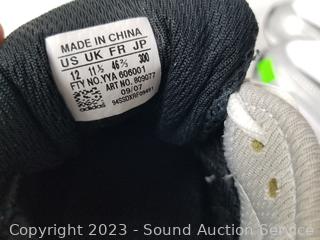 MADE IN CHINA
US UK FR JP
12 11½ 46⅔ 300
FTY NO.YYA 606001
ART NO. 809077
09/07
Copyright 2023 - Sound Auction Service